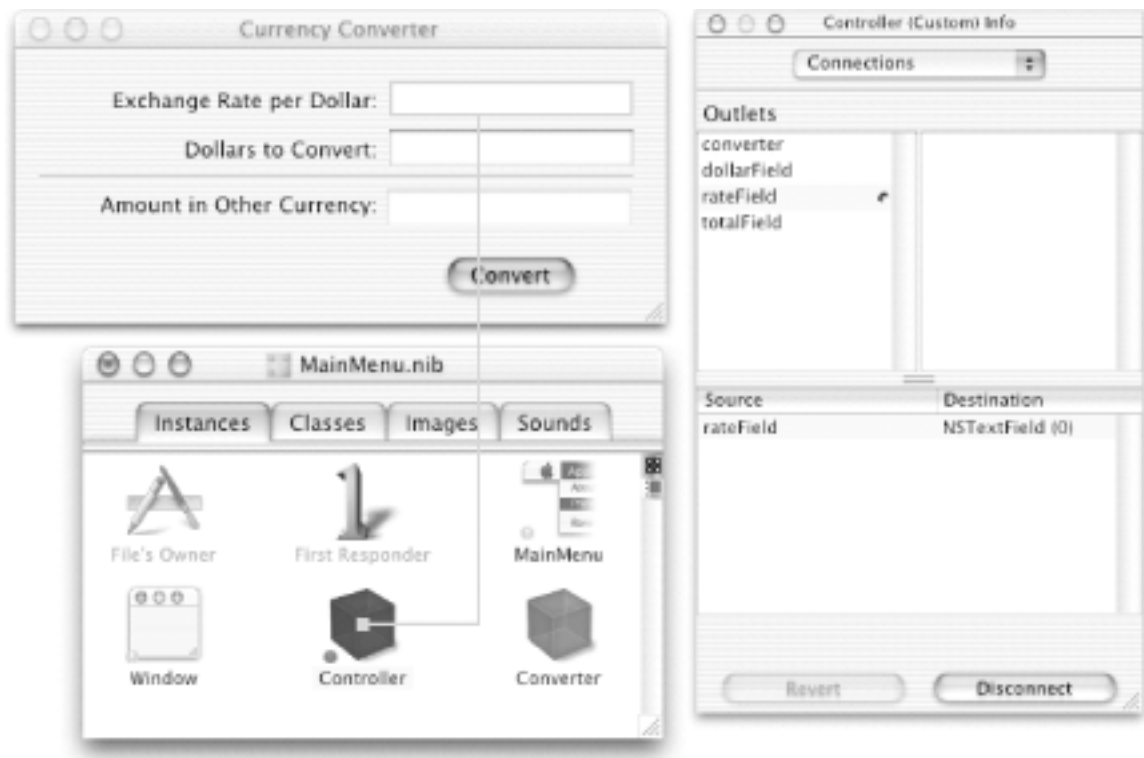 Currency Converter
Exchange Rate per Dollar:
Dollars to Convert:
Amount in Other Currency:
Convert
MainMenu.nib
Instances Classes Images Sounds
File's Owner First Responder MainMenu
Window Controller Converter
Controller (Custom) Info
Connections
Outlets
converter
dollarField
rateField
totalField
Source Destination
rateField NSTextField (0)
Revert Disconnect